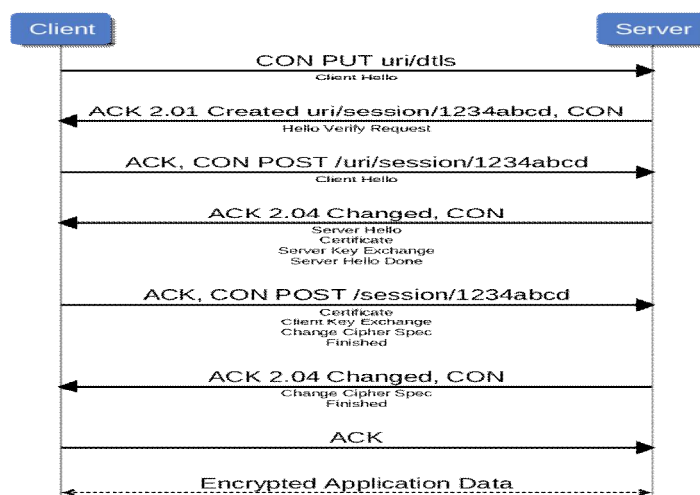 Client
Server
CON PUT uri/dtls
Client Hello
ACK 2.01 Created uri/session/1234abcd, CON
Hello Verify Request
ACK, CON POST /uri/session/1234abcd
Client Hello
ACK 2.04 Changed, CON
Server Hello
Certificate
Server Key Exchange
Server Hello Done
ACK, CON POST /session/1234abcd
Certificate
Client Key Exchange
Change Cipher Spec
Finished
ACK 2.04 Changed, CON
Change Cipher Spec
Finished
ACK
Encrypted Application Data